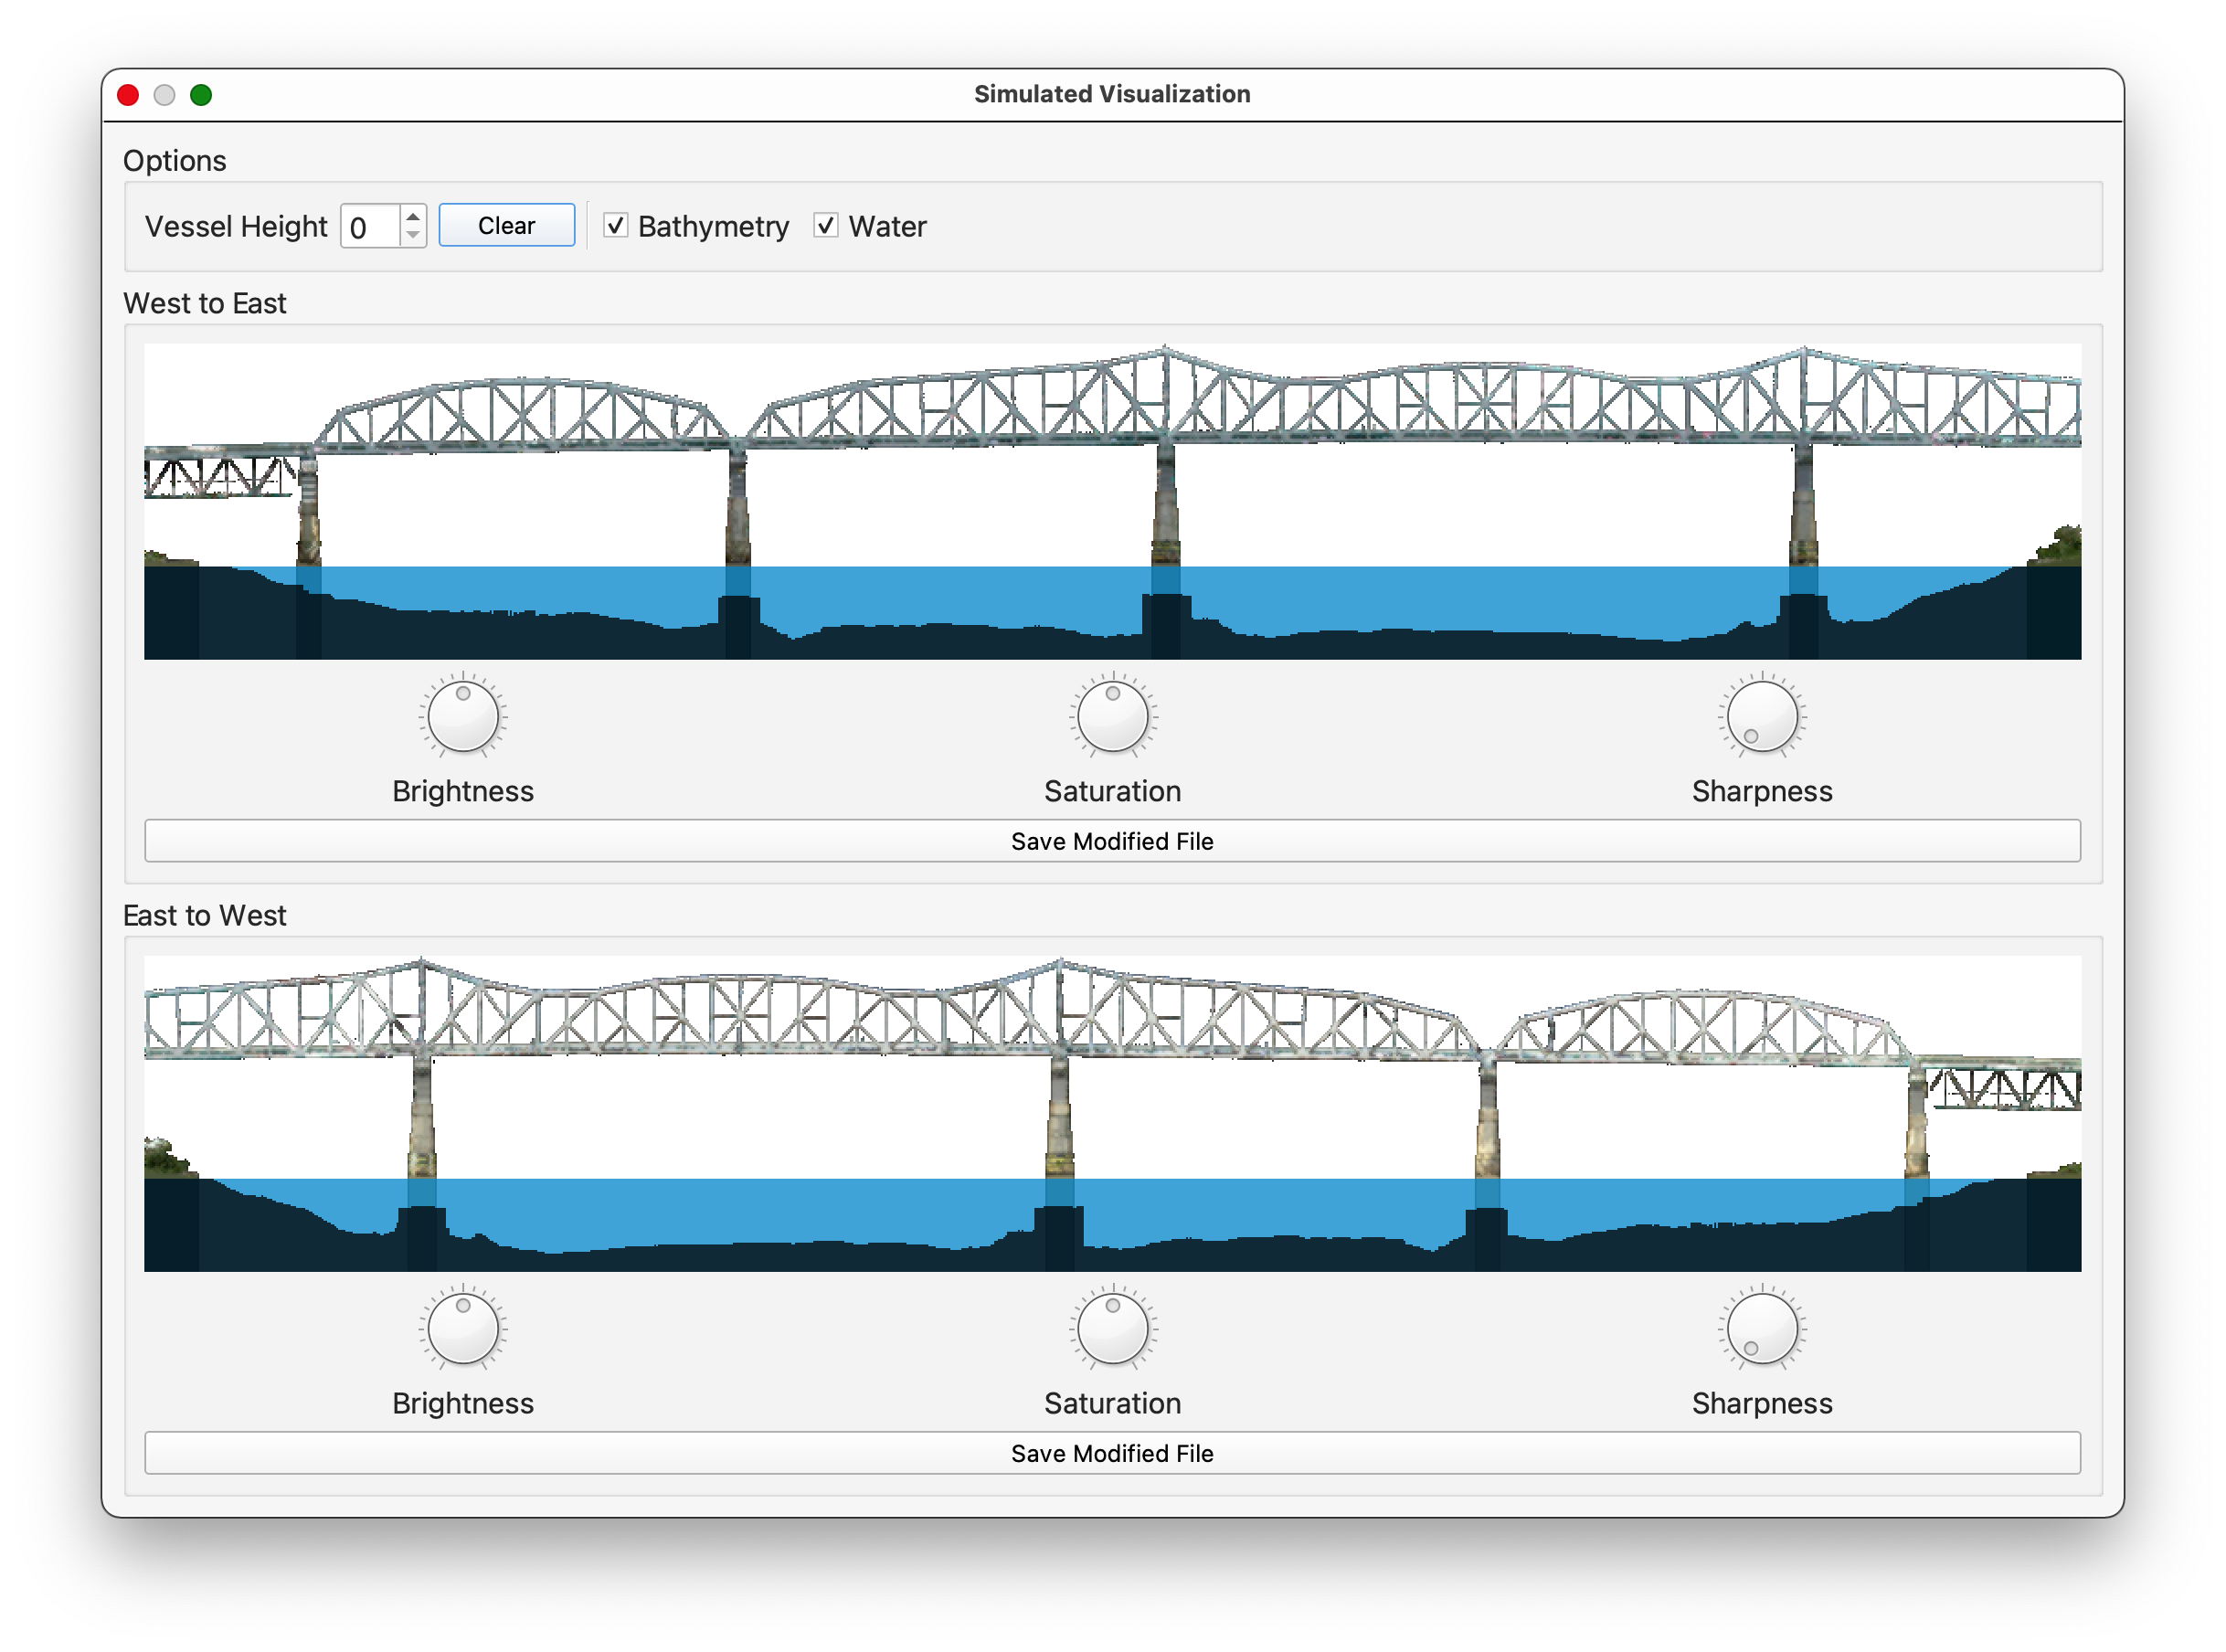 Simulated Visualization
Options
Vessel Height 0 Clear Bathymetry Water
West to East
Brightness Saturation Sharpness
Save Modified File
East to West
Brightness Saturation Sharpness
Save Modified File